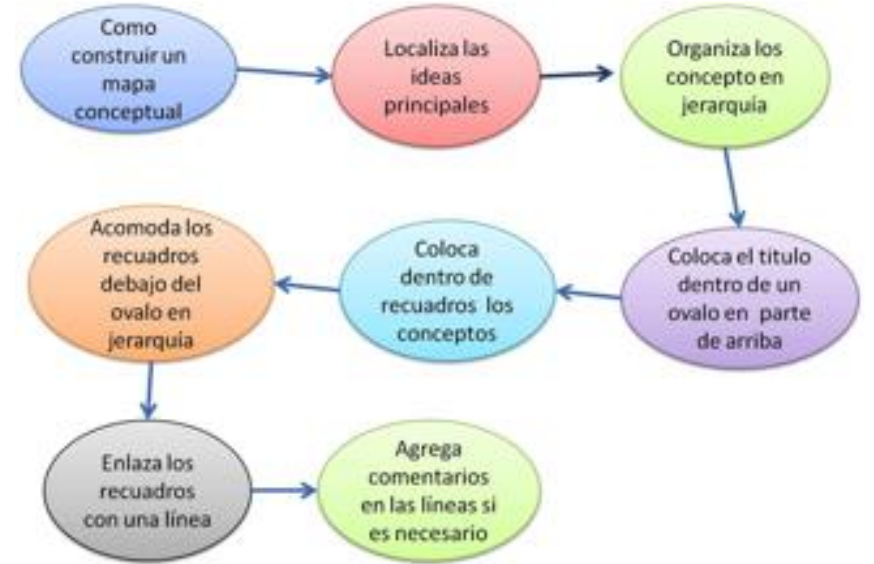 Como
construir un
mapa
conceptual
Localiza las
ideas
principales
Organiza los
concepto en
jerarquía
Coloca el titulo
dentro de un
ovalo en parte
de arriba
Coloca
dentro de
recuadros los
conceptos
Acomoda los
recuadros
debajo del
ovalo en
jerarquía
Enlaza los
recuadros
con una línea
Agrega
comentarios
en las líneas si
es necesario